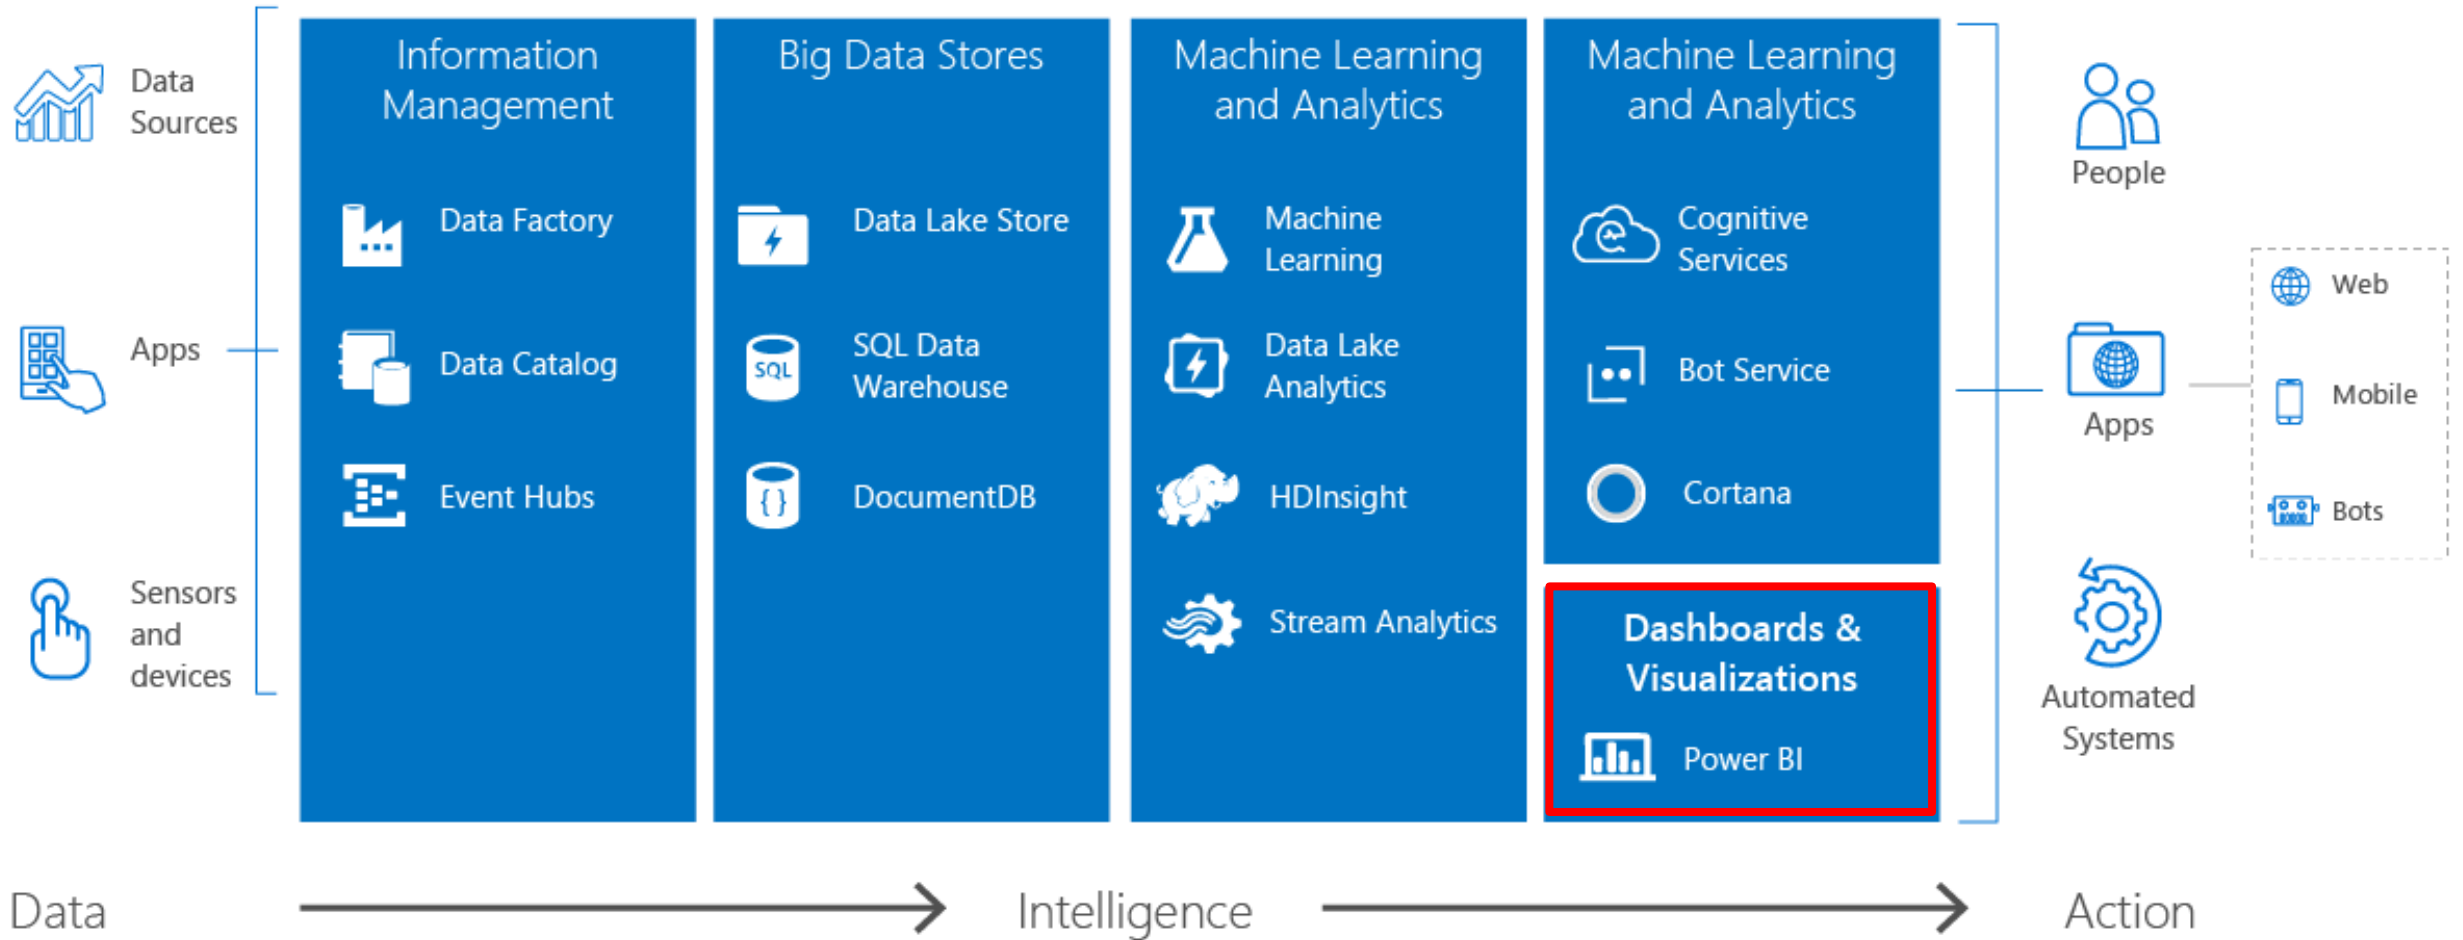 Data
Sources
Apps
Sensors
and
devices
Information
Management
Data Factory
Data Catalog
Event Hubs
Big Data Stores
Data Lake Store
SQL
SQL Data
Warehouse
{ }
DocumentDB
Machine Learning
and Analytics
Machine
Learning
Data Lake
Analytics
HDInsight
Stream Analytics
Machine Learning
and Analytics
Cognitive
Services
Bot Service
Cortana
Dashboards &
Visualizations
Power BI
People
Apps
Automated
Systems
Web
Mobile
Bots
Data
Intelligence
Action